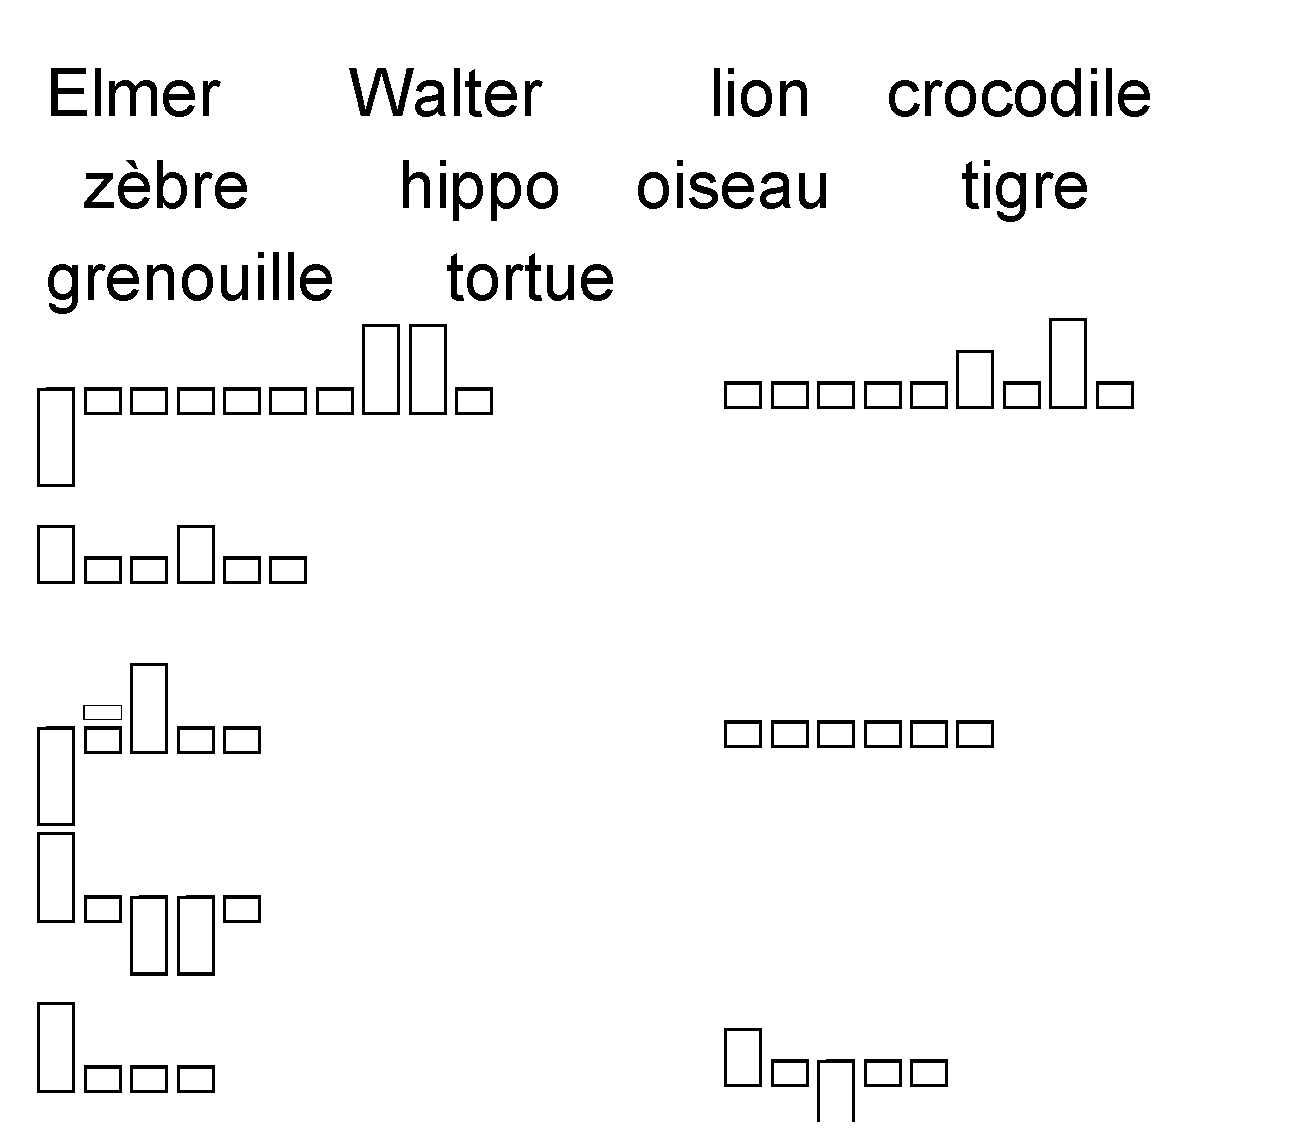 Elmer Walter lion crocodile
zèbre hippo oiseau tigre
grenouille tortue